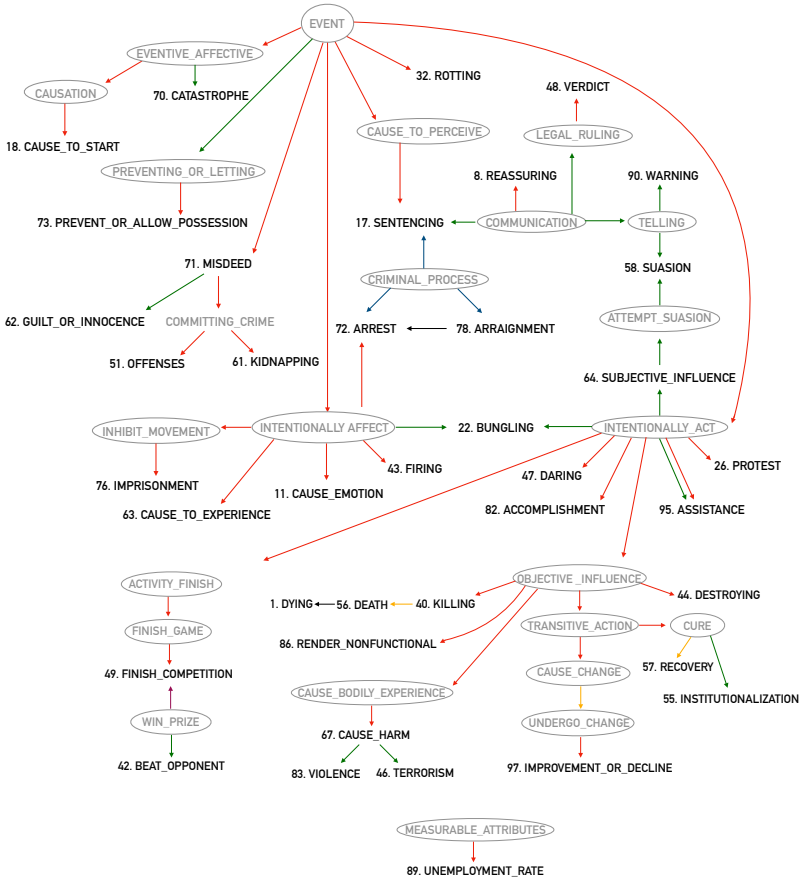 EVENT
EVENTIVE_AFFECTIVE
32. ROTTING
CAUSATION
70. CATASTROPHE
48. VERDICT
18. CAUSE_TO_START
CAUSE_TO_PERCEIVE
LEGAL_RULING
PREVENTING_OR_LETTING
8. REASSURING
90. WARNING
73. PREVENT_OR_ALLOW_POSSESSION
17. SENTENCING
COMMUNICATION
TELLING
71. MISDEED
58. SUASION
CRIMINAL_PROCESS
62. GUILT_OR_INNOCENCE
COMMITTING_CRIME
72. ARREST
78. ARRAIGNMENT
ATTEMPT_SUASION
51. OFFENSES
61. KIDNAPPING
64. SUBJECTIVE_INFLUENCE
INHIBIT_MOVEMENT
INTENTIONALLY AFFECT
22. BUNGLING
INTENTIONALLY_ACT
76. IMPRISONMENT
43. FIRING
47. DARING
26. PROTEST
63. CAUSE_TO_EXPERIENCE
11. CAUSE_EMOTION
82. ACCOMPLISHMENT
95. ASSISTANCE
ACTIVITY_FINISH
OBJECTIVE _INFLUENCE
1. DYING
56. DEATH
40. KILLING
44. DESTROYING
FINISH_GAME
86. RENDER_NONFUNCTIONAL
TRANSITIVE_ACTION
CURE
49. FINISH_COMPETITION
CAUSE_CHANGE
57. RECOVERY
CAUSE_BODILY_EXPERIENCE
55. INSTITUTIONALIZATION
WIN_PRIZE
67. CAUSE_HARM
UNDERGO_CHANGE
42. BEAT_OPPONENT
83. VIOLENCE
46. TERRORISM
97. IMPROVEMENT_OR_DECLINE
MEASURABLE_ATTRIBUTES
89. UNEMPLOYMENT_RATE